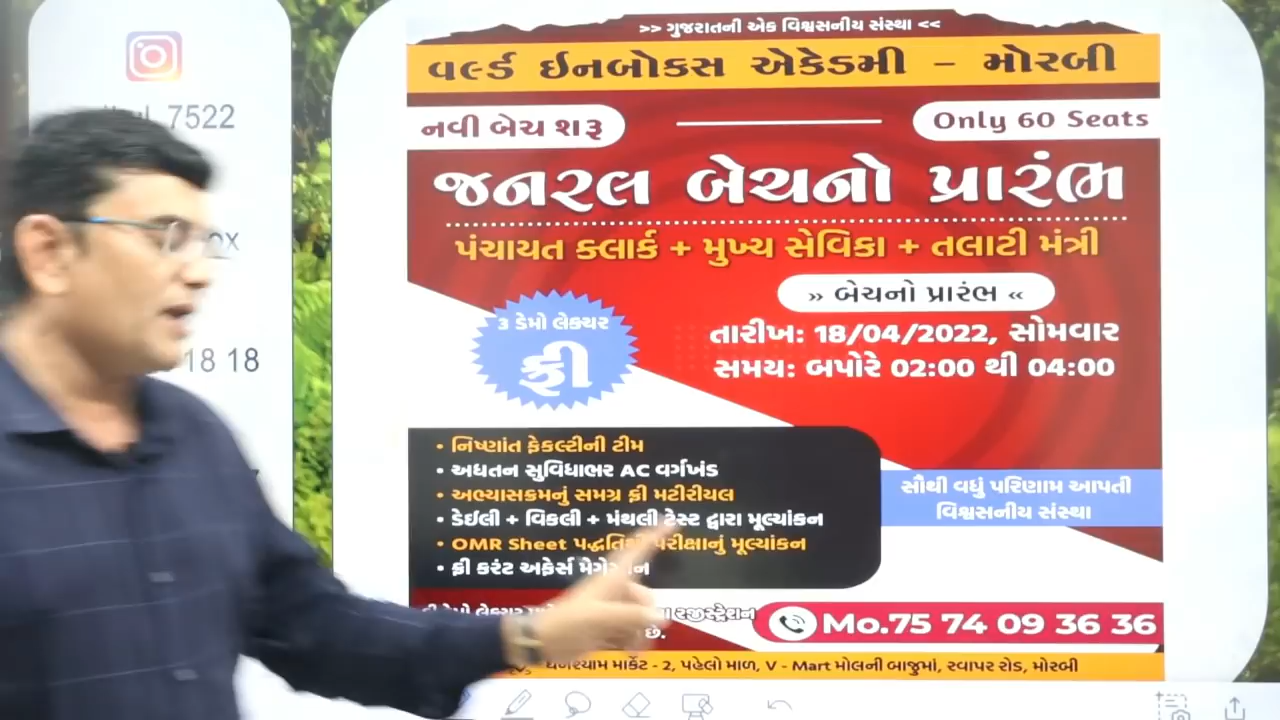 7522
18 18
>> ગુજરાતની એક વિશ્વસનીય સંસ્થા <<
વર્લ્ડ ઇનબોક્સ એકેડમી - મોરબી
નવી બેચ શરૂ
Only 60 Seats
જનરલ બેચનો પ્રારંભ
પંચાયત ક્લાર્ક + મુખ્ય સેવિકા + તલાટી મંત્રી
» બેચનો પ્રારંભ «
3 ડેમો લેક્ચર
ફ્રી
તારીખ: 18/04/2022, સોમવાર
સમય: બપોરે 02:00 થી 04:00
• નિષ્ણાંત ફેકલ્ટીની ટીમ
• અદ્યતન સુવિધાભર AC વર્ગખંડ
• અભ્યાસક્રમનું સમગ્ર ફ્રી મટીરીયલ
• ડેઈલી + વિકલી + મંથલી ટેસ્ટ દ્વારા મૂલ્યાંકન
• OMR Sheet પદ્ધતિથી પરીક્ષાનું મૂલ્યાંકન
• ફ્રી કરંટ અફેર્સ
સૌથી વધું પરિણામ આપતી
વિશ્વસનીય સંસ્થા
ડેમો લેક્ચર
રજીસ્ટ્રેશન
છે.
Mo.75 74 09 36 36
ઘનશ્યામ માર્કેટ - 2, પહેલો માળ, V - Mart મોલની બાજુમાં, રવાપર રોડ, મોરબી